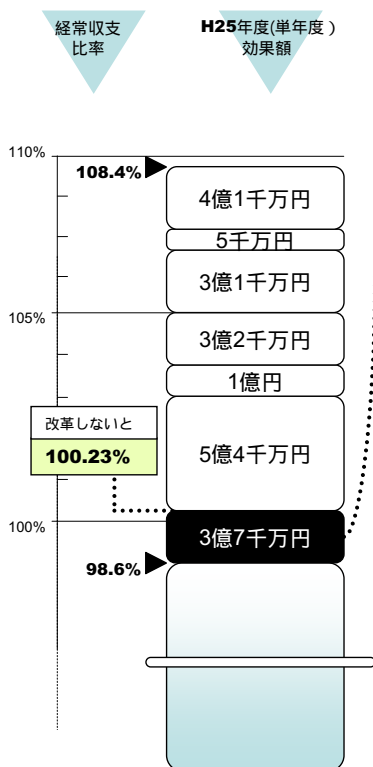 経常収支
比率
H25年度(単年度）
効果額
110%
108.4%
4億1千万円
5千万円
3億1千万円
105%
3億2千万円
1億円
改革しないと
100.23%
5億4千万円
100%
3億7千万円
98.6%